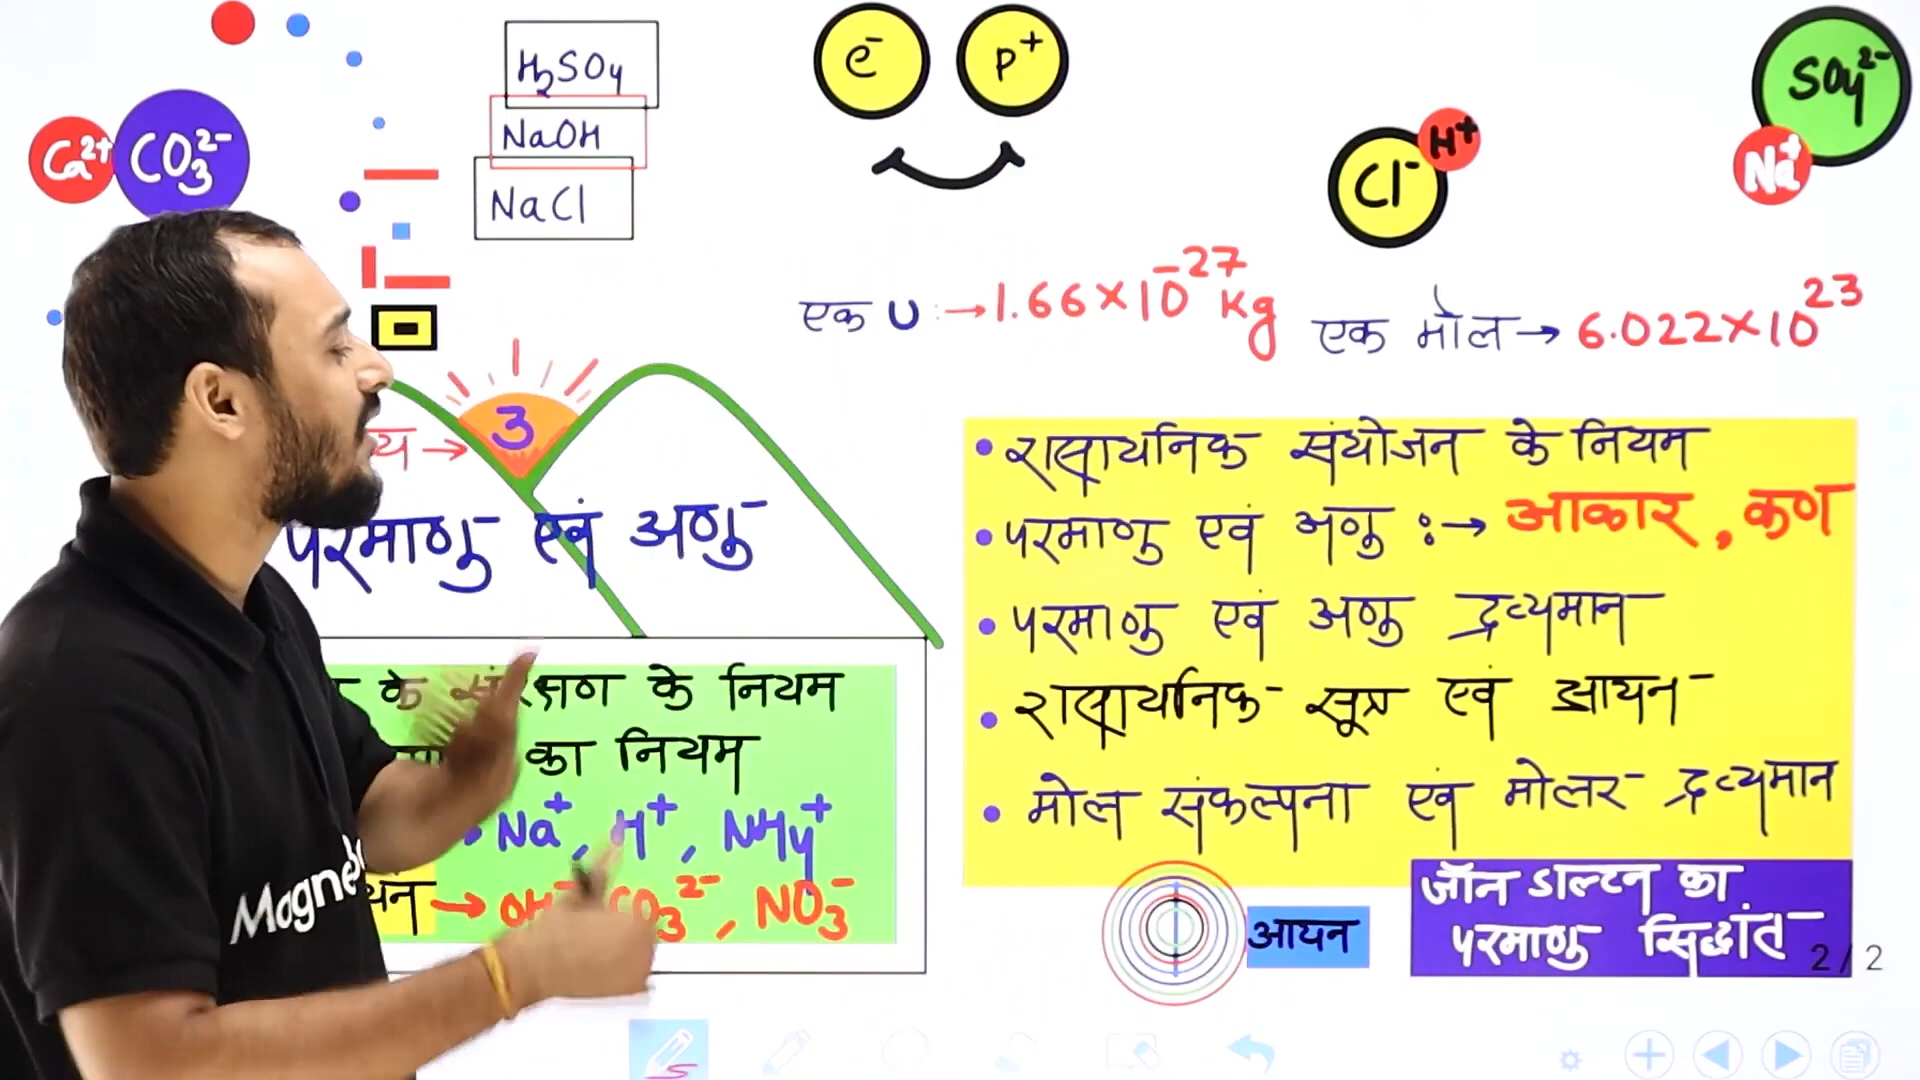 H₂SO₄
e⁻
p⁺
SO₄²⁻
Ca²⁺
CO₃²⁻
NaOH
Cl⁻
H⁺
Na⁺
NaCl
एक U :→ 1.66×10⁻²⁷ Kg
एक मोल → 6.022×10²³
3
य →
परमाणु एवं अणु
• रासायनिक संयोजन के नियम
• परमाणु एवं अणु :→ आकार, कण
• परमाणु एवं अणु द्रव्यमान
• रासायनिक सूत्र एवं आयन
• मोल संकल्पना एवं मोलर द्रव्यमान
के संरक्षण के नियम
का नियम
• Na⁺, H⁺, NH₄⁺
यन → OH⁻, CO₃²⁻, NO₃⁻
आयन
जॉन डाल्टन का
परमाणु सिद्धांत
2/2
Magne